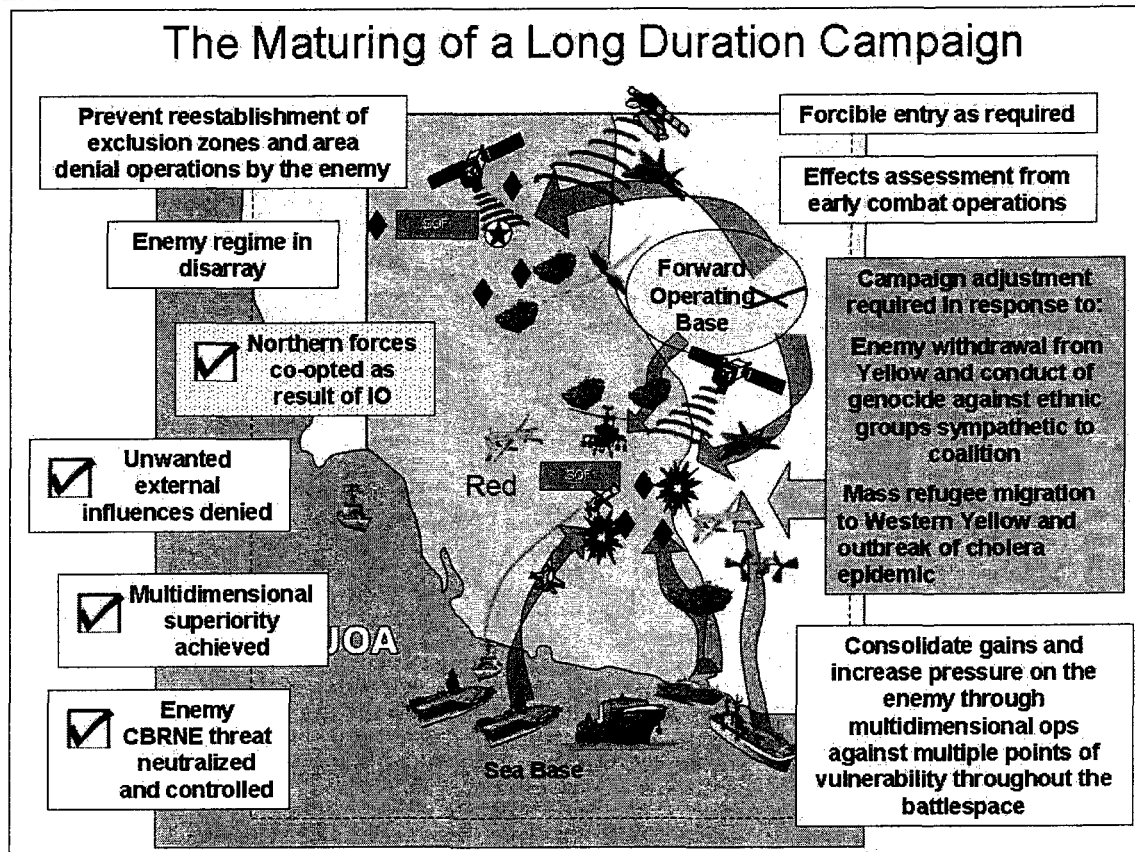 The Maturing of a Long Duration Campaign
Prevent reestablishment of
exclusion zones and area
denial operations by the enemy
Enemy regime in
disarray
Northern forces
co-opted as
result of IO
Unwanted
external
influences denied
Multidimensional
superiority
achieved
Enemy
CBRNE threat
neutralized
and controlled
SOF
Forward
Operating
Base
Red
SOF
JOA
Sea Base
Forcible entry as required
Effects assessment from
early combat operations
Campaign adjustment
required in response to:
Enemy withdrawal from
Yellow and conduct of
genocide against ethnic
groups sympathetic to
coalition
Mass refugee migration
to Western Yellow and
outbreak of cholera
epidemic
Consolidate gains and
increase pressure on the
enemy through
multidimensional ops
against multiple points of
vulnerability throughout the
battlespace